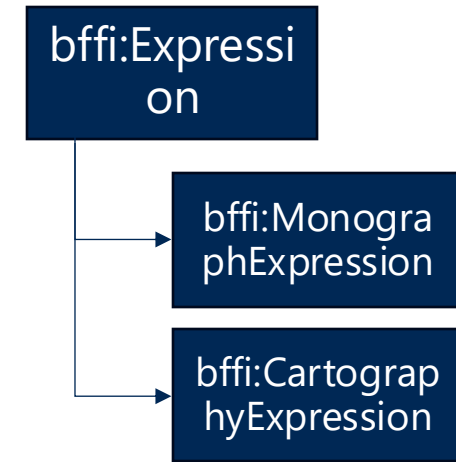 bffi:Expressi
on
bffi:Monogra
phExpression
bffi:Cartograp
hyExpression